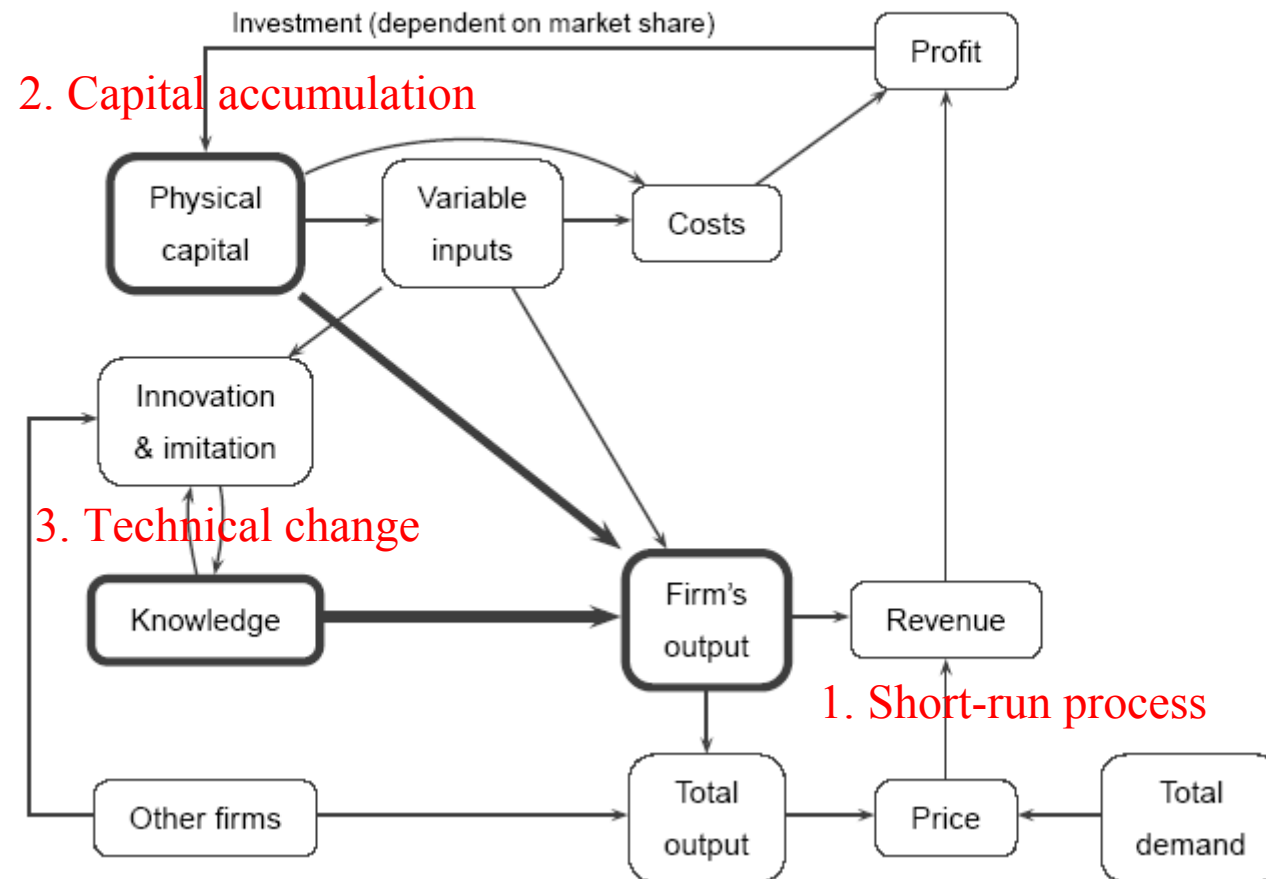 Investment (dependent on market share)
Profit
2. Capital accumulation
Physical
capital
Variable
inputs
Costs
Innovation
& imitation
3. Technical change
Knowledge
Firm's
output
Revenue
1. Short-run process
Other firms
Total
output
Price
Total
demand